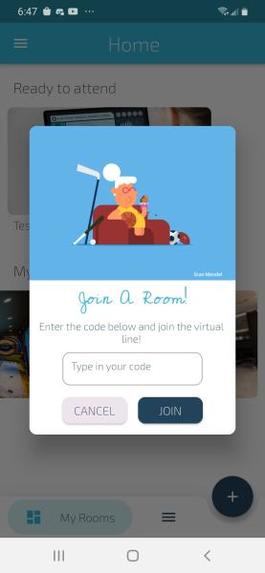 6:47
Home
Ready to attend
Tes
My
Gran Mendel
Join A Room!
Enter the code below and join the virtual
line!
Type in your code
CANCEL
JOIN
My Rooms